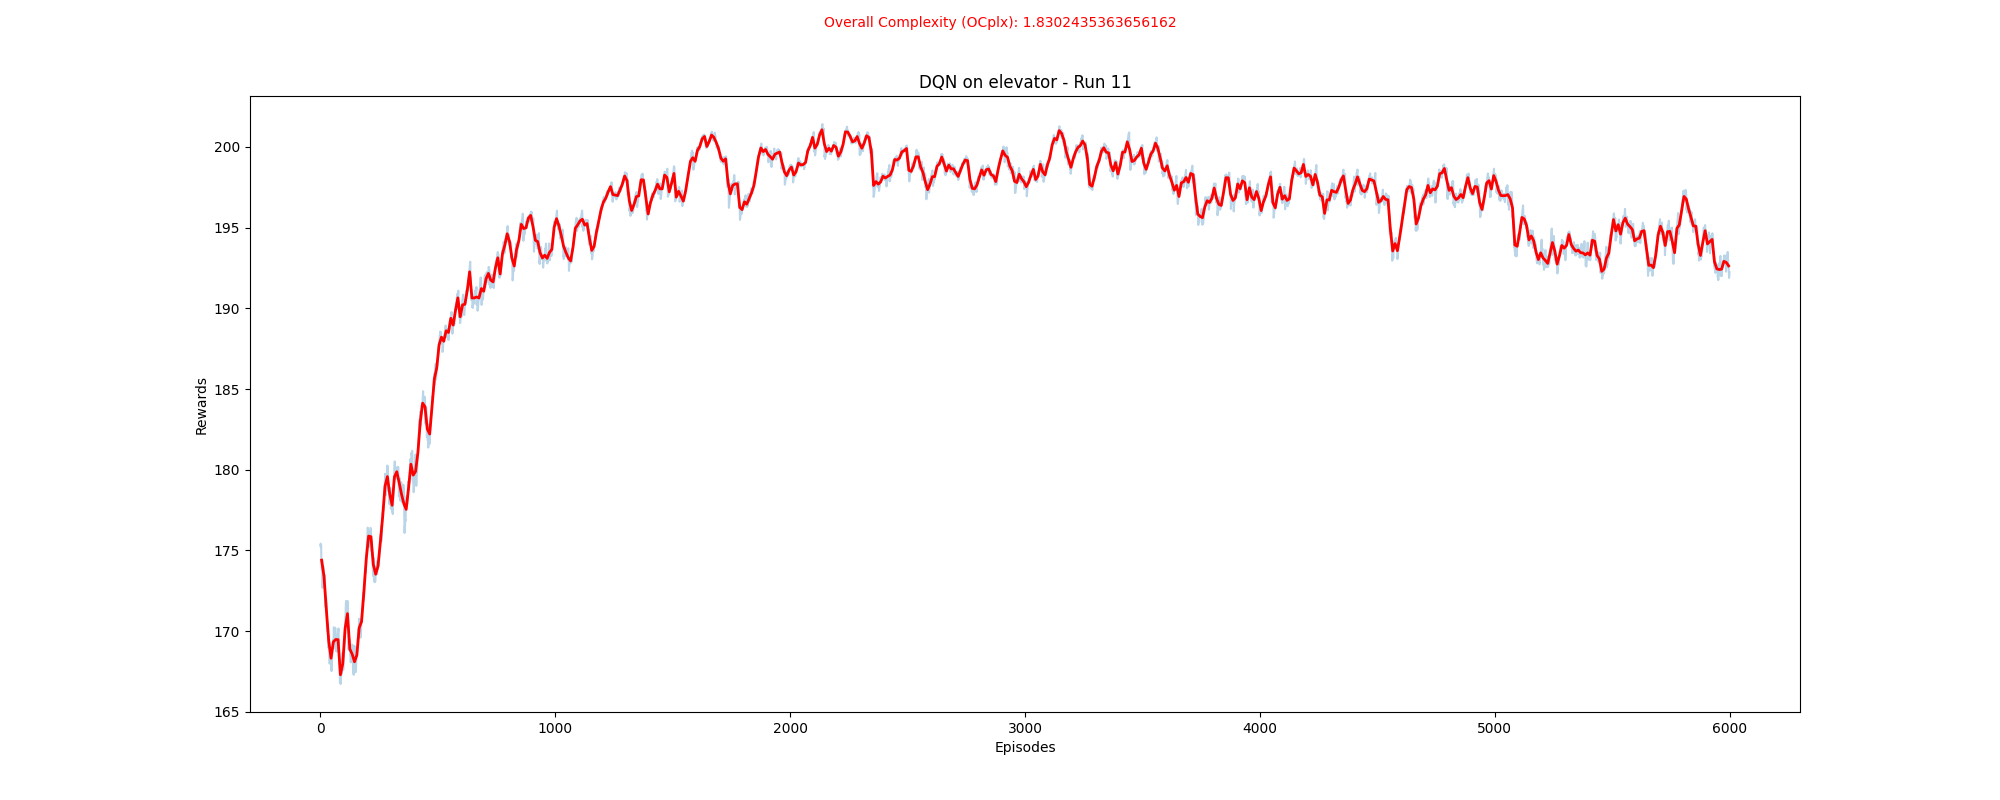 Overall Complexity (OCplx): 1.8302435363656162
DQN on elevator - Run 11
Rewards
200
195
190
185
180
175
170
165
0 1000 2000 3000 4000 5000 6000
Episodes